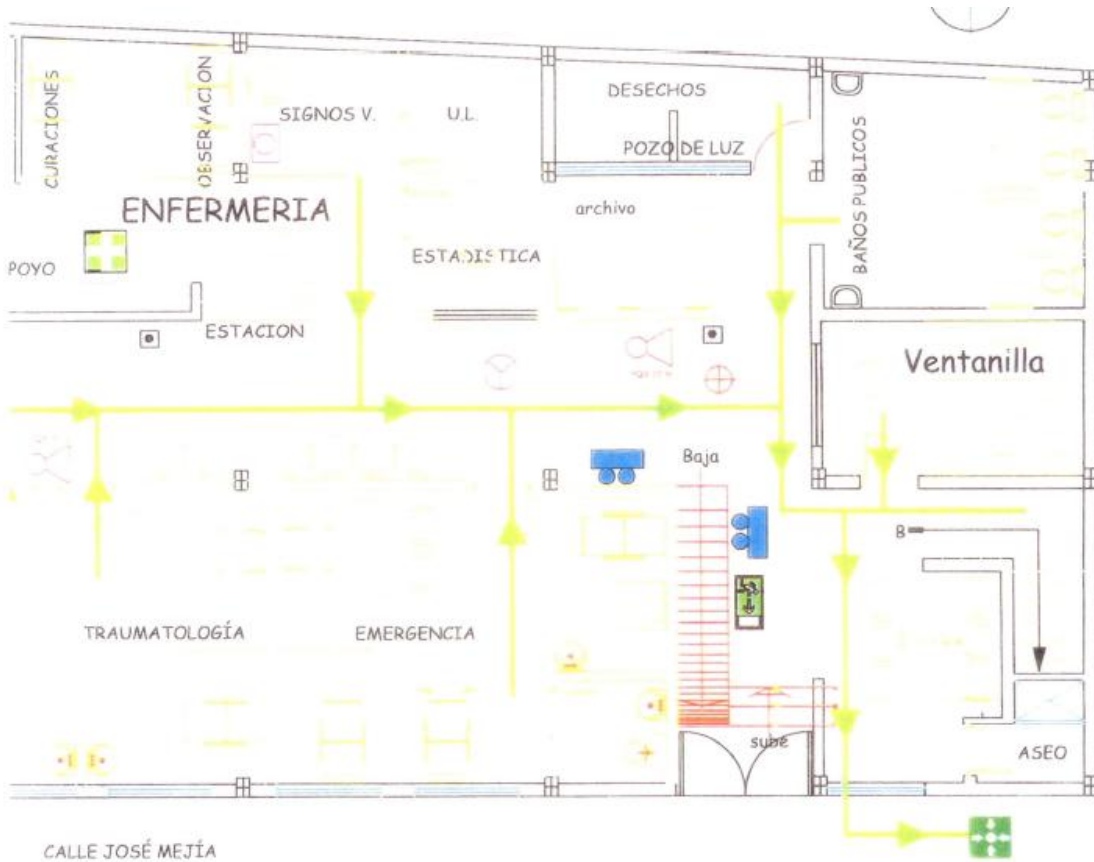 DESECHOS
CURACIONES
OBSERVACION
SIGNOS V.
U.L.
POZO DE LUZ
BAÑOS PUBLICOS
ENFERMERIA
archivo
POYO
ESTADISTICA
ESTACION
Ventanilla
Baja
B
TRAUMATOLOGÍA
EMERGENCIA
sube
ASEO
CALLE JOSÉ MEJÍA